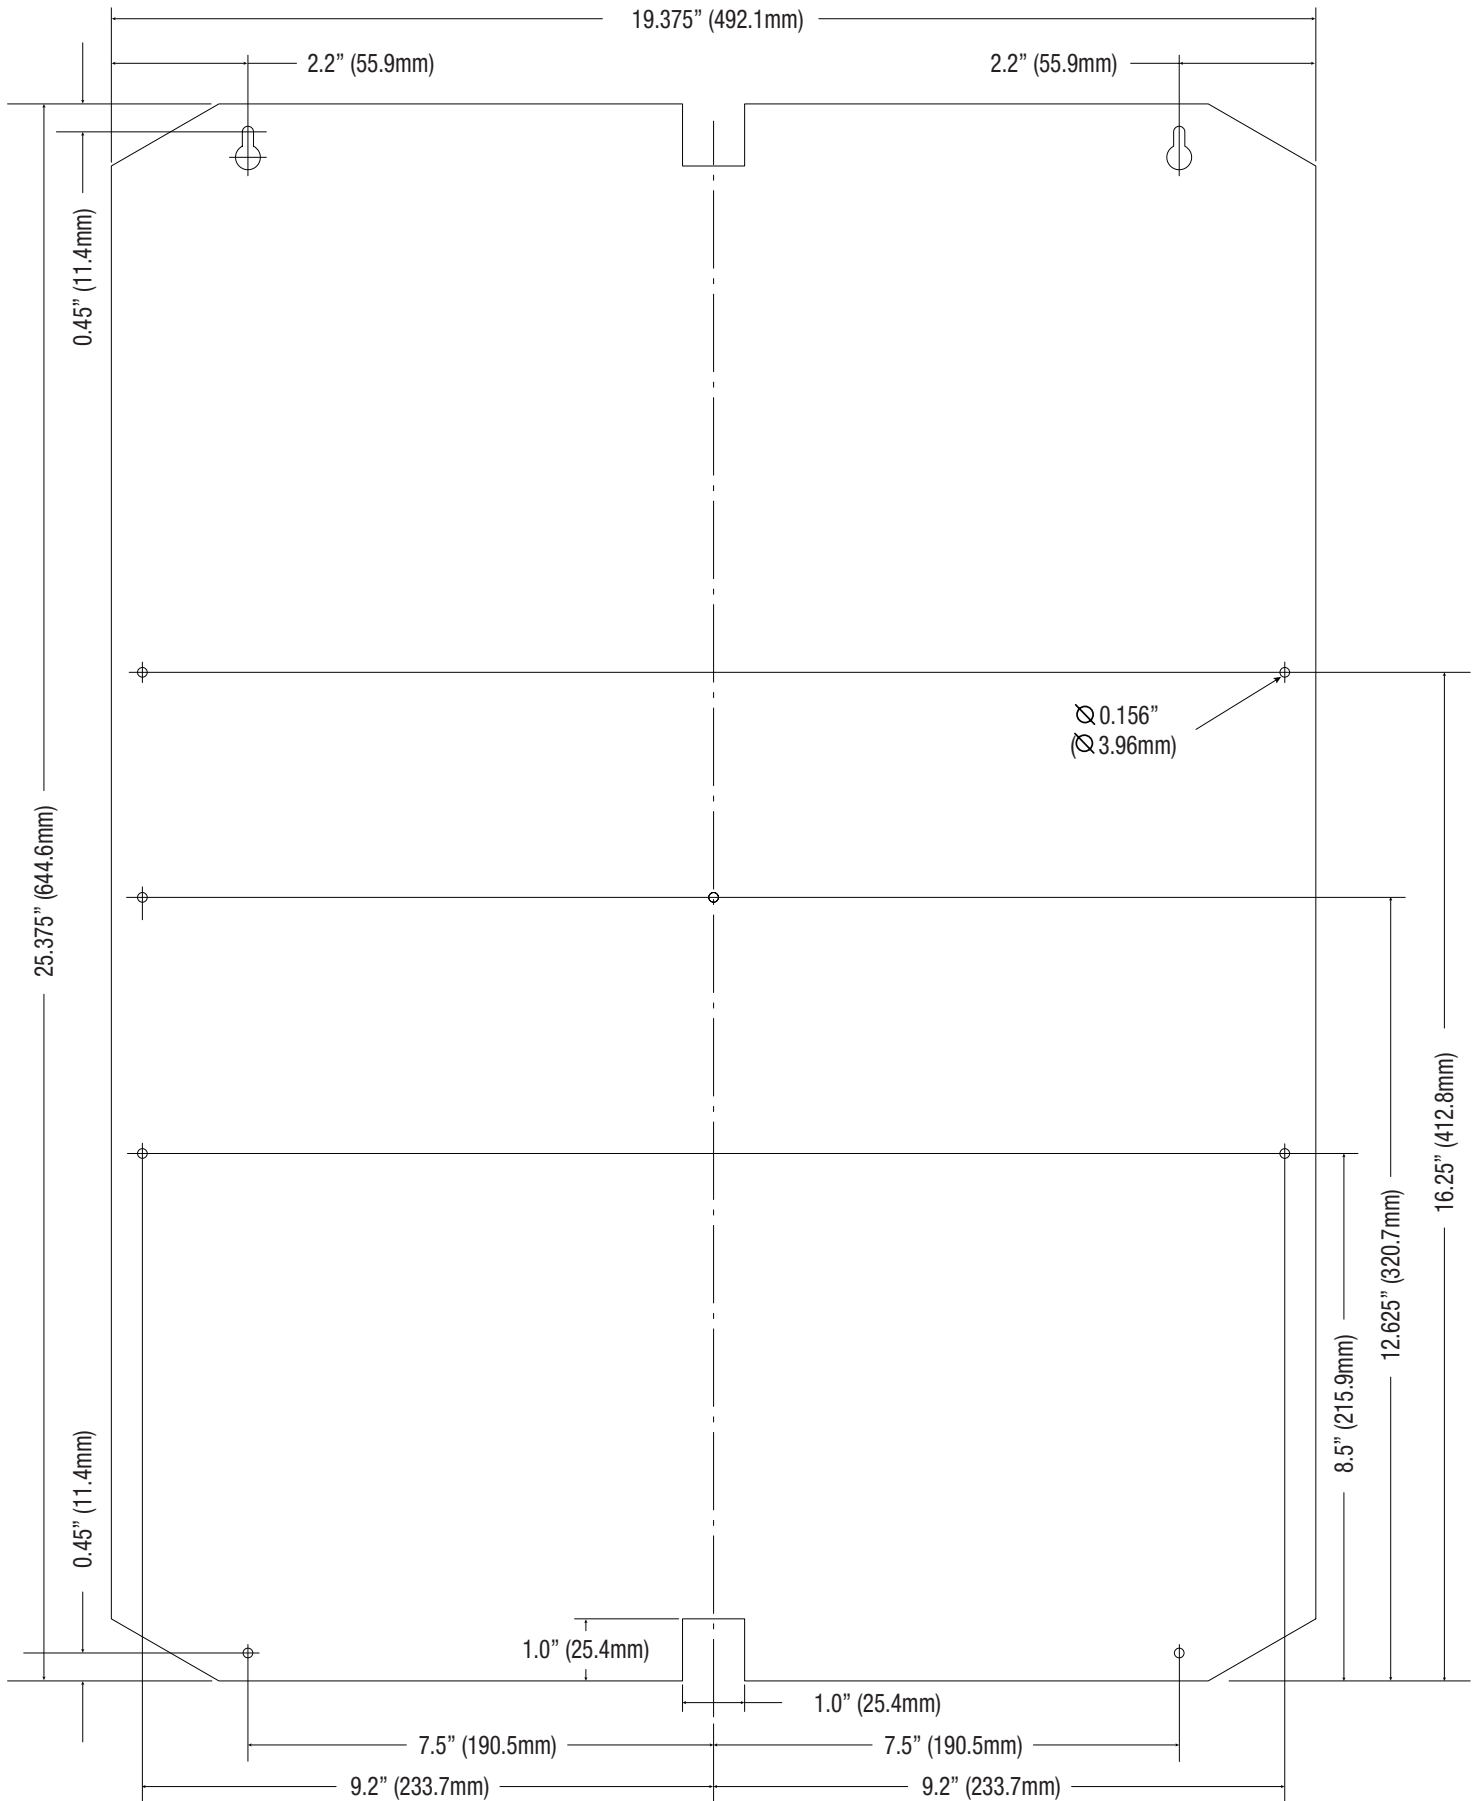 19.375” (492.1mm)
2.2” (55.9mm)
2.2” (55.9mm)
0.45” (11.4mm)
Ø 0.156”
(Ø 3.96mm)
25.375” (644.6mm)
16.25” (412.8mm)
12.625” (320.7mm)
8.5” (215.9mm)
0.45” (11.4mm)
1.0” (25.4mm)
1.0” (25.4mm)
7.5” (190.5mm)
7.5” (190.5mm)
9.2” (233.7mm)
9.2” (233.7mm)